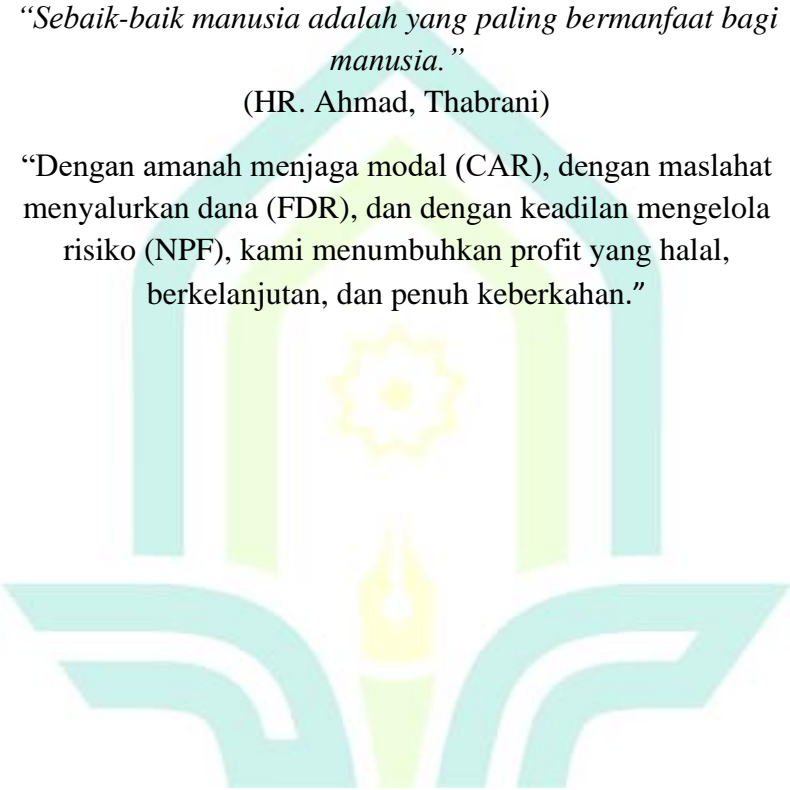 “Sebaik-baik manusia adalah yang paling bermanfaat bagi
manusia.”
(HR. Ahmad, Thabrani)
“Dengan amanah menjaga modal (CAR), dengan maslahat
menyalurkan dana (FDR), dan dengan keadilan mengelola
risiko (NPF), kami menumbuhkan profit yang halal,
berkelanjutan, dan penuh keberkahan.”